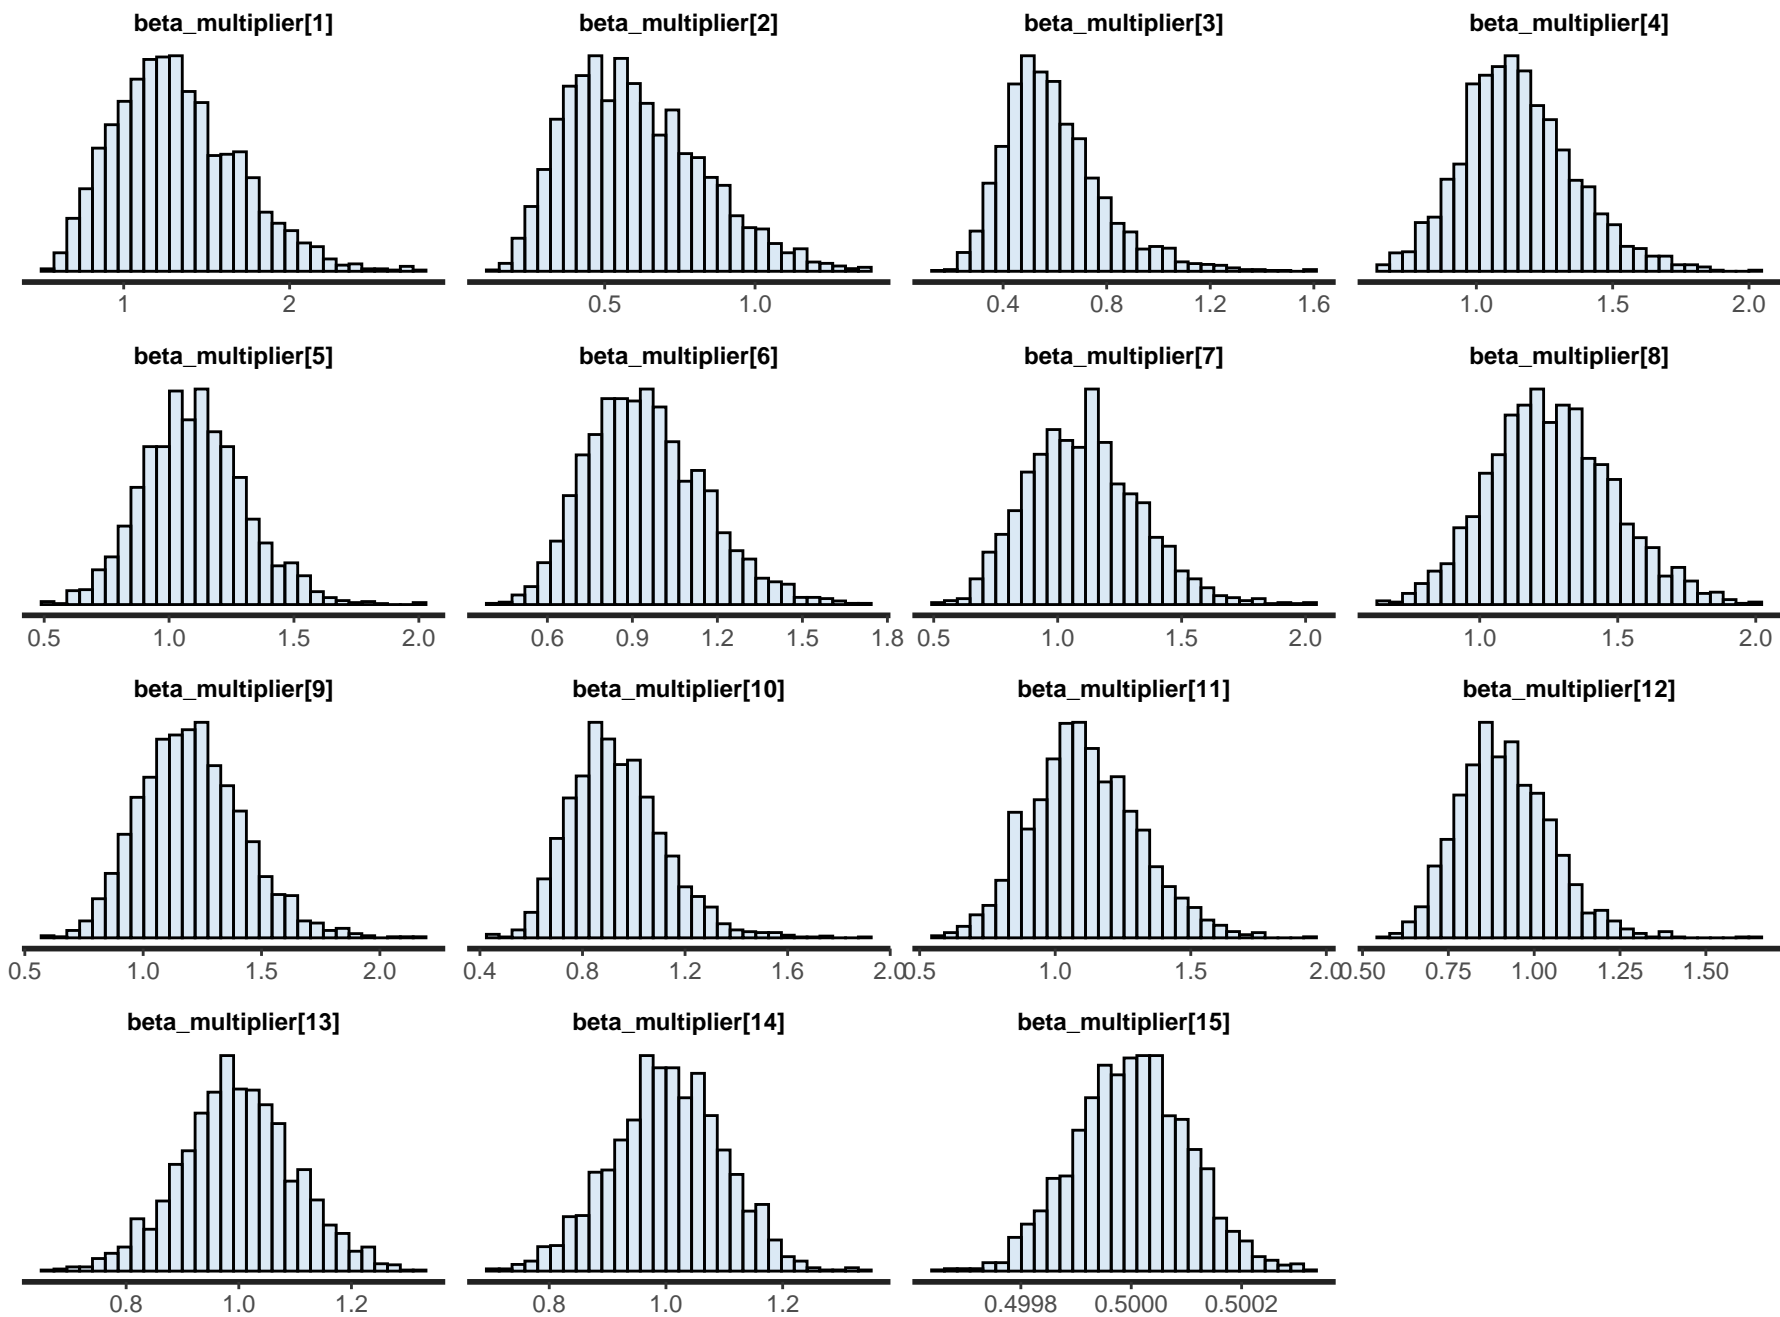 beta_multiplier[1] beta_multiplier[2] beta_multiplier[3] beta_multiplier[4]
1 2 0.5 1.0 0.4 0.8 1.2 1.6 1.0 1.5 2.0
beta_multiplier[5] beta_multiplier[6] beta_multiplier[7] beta_multiplier[8]
0.5 1.0 1.5 2.0 0.6 0.9 1.2 1.5 1.8 0.5 1.0 1.5 2.0 1.0 1.5 2.0
beta_multiplier[9] beta_multiplier[10] beta_multiplier[11] beta_multiplier[12]
0.5 1.0 1.5 2.0 0.4 0.8 1.2 1.6 2.0 0.5 1.0 1.5 2.0 0.50 0.75 1.00 1.25 1.50
beta_multiplier[13] beta_multiplier[14] beta_multiplier[15]
0.8 1.0 1.2 0.8 1.0 1.2 0.4998 0.5000 0.5002